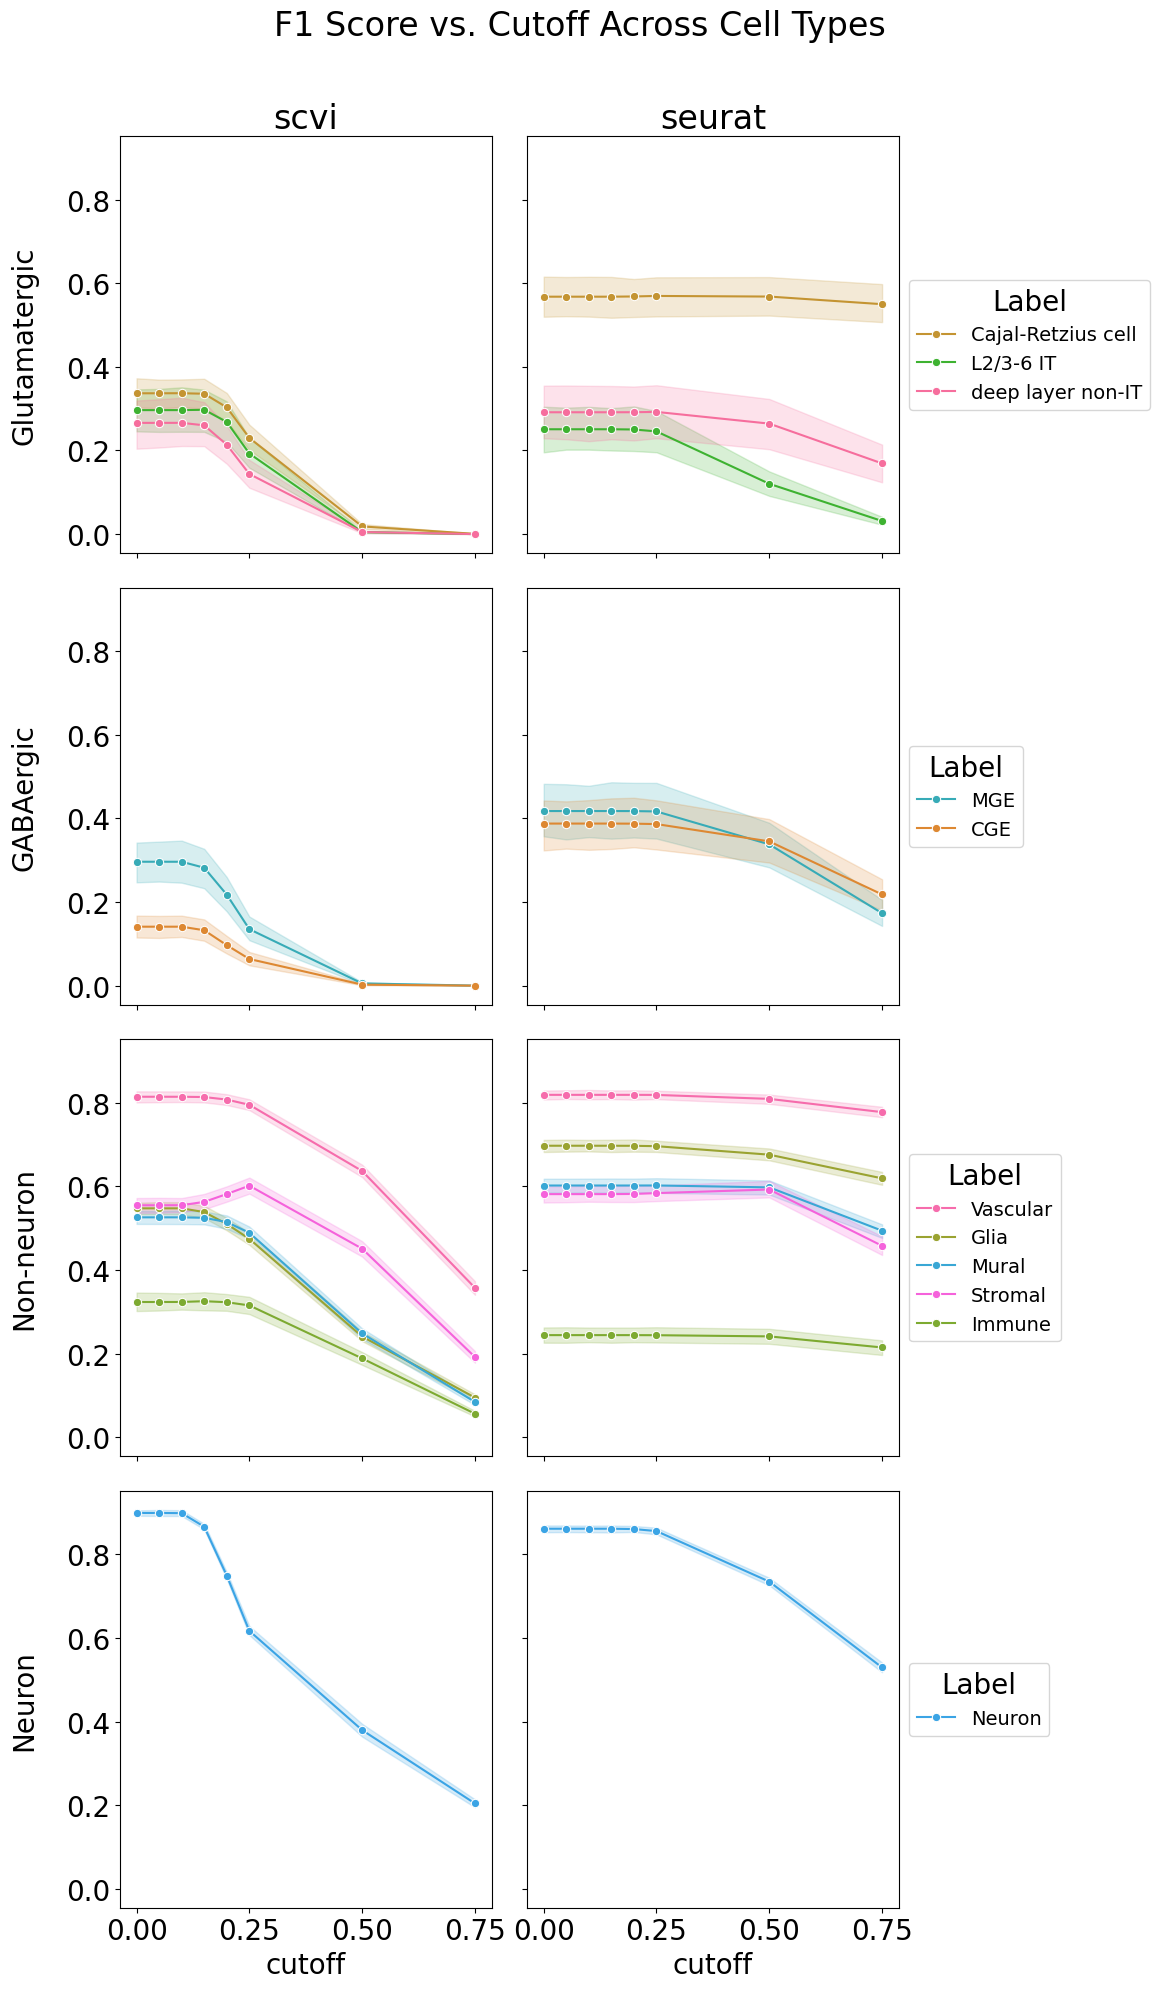 F1 Score vs. Cutoff Across Cell Types
scvi
seurat
Glutamatergic
0.8
0.6
0.4
0.2
0.0
Label
Cajal-Retzius cell
L2/3-6 IT
deep layer non-IT
GABAergic
0.8
0.6
0.4
0.2
0.0
Label
MGE
CGE
Non-neuron
0.8
0.6
0.4
0.2
0.0
Label
Vascular
Glia
Mural
Stromal
Immune
Neuron
0.8
0.6
0.4
0.2
0.0
Label
Neuron
0.00 0.25 0.50 0.75
cutoff
0.00 0.25 0.50 0.75
cutoff